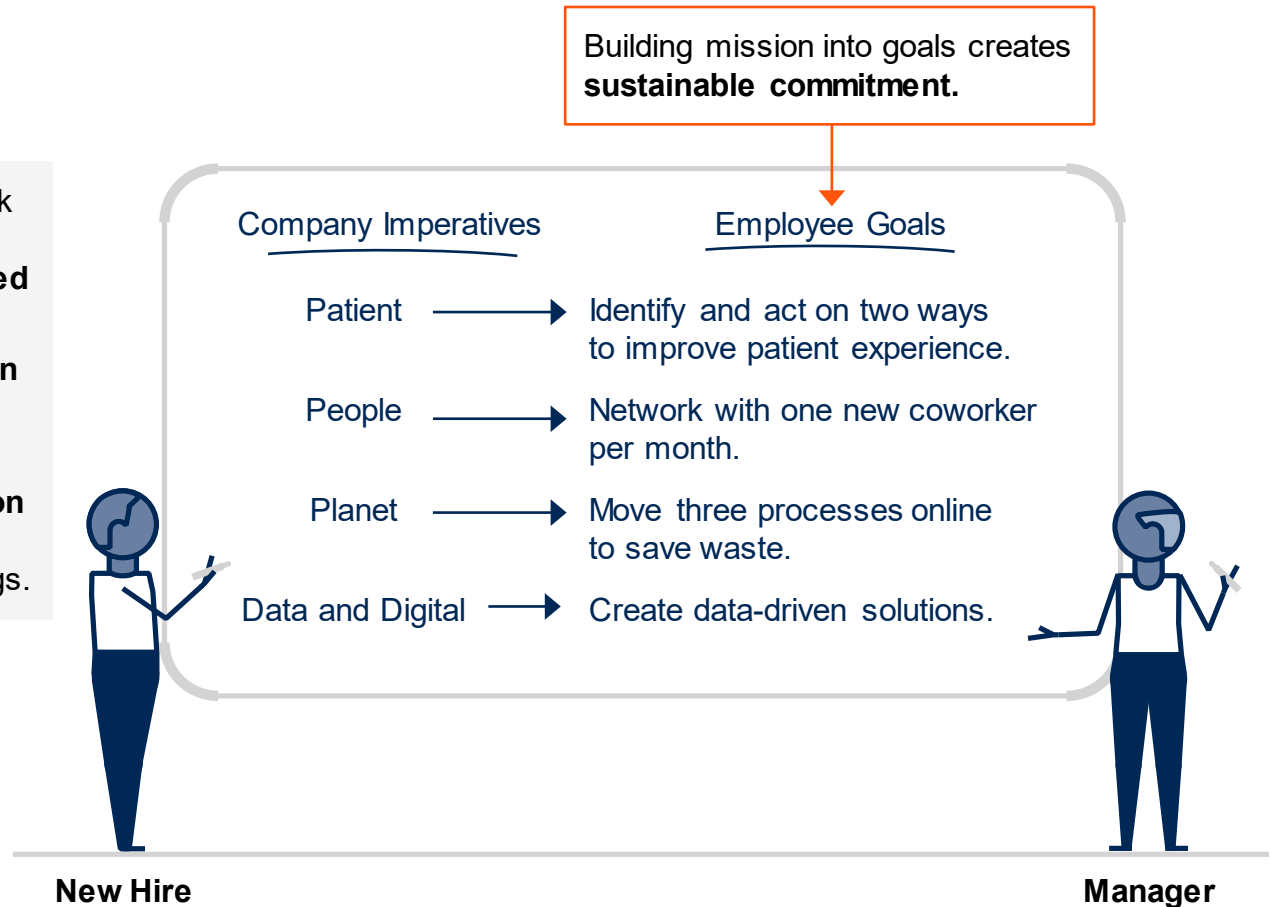 Building mission into goals creates
sustainable commitment.
Company Imperatives
Employee Goals
Patient
Identify and act on two ways
to improve patient experience.
People
Network with one new coworker
per month.
Planet
Move three processes online
to save waste.
Data and Digital
Create data-driven solutions.
New Hire
Manager